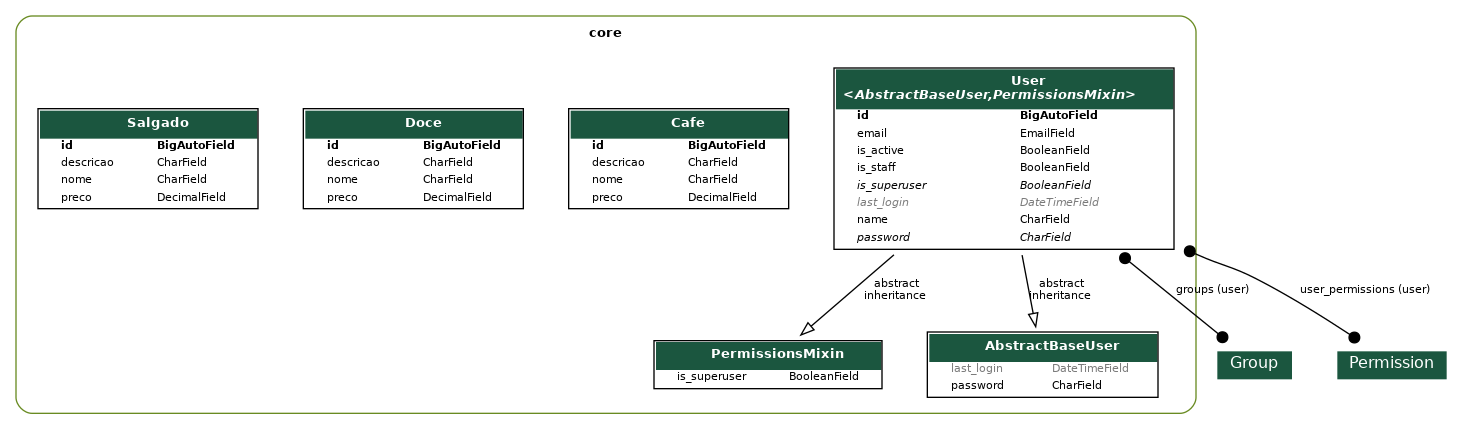 core
Salgado
id BigAutoField
descricao CharField
nome CharField
preco DecimalField
Doce
id BigAutoField
descricao CharField
nome CharField
preco DecimalField
Cafe
id BigAutoField
descricao CharField
nome CharField
preco DecimalField
User
<AbstractBaseUser,PermissionsMixin>
id BigAutoField
email EmailField
is_active BooleanField
is_staff BooleanField
is_superuser BooleanField
last_login DateTimeField
name CharField
password CharField
abstract
inheritance
abstract
inheritance
groups (user)
user_permissions (user)
PermissionsMixin
is_superuser BooleanField
AbstractBaseUser
last_login DateTimeField
password CharField
Group
Permission